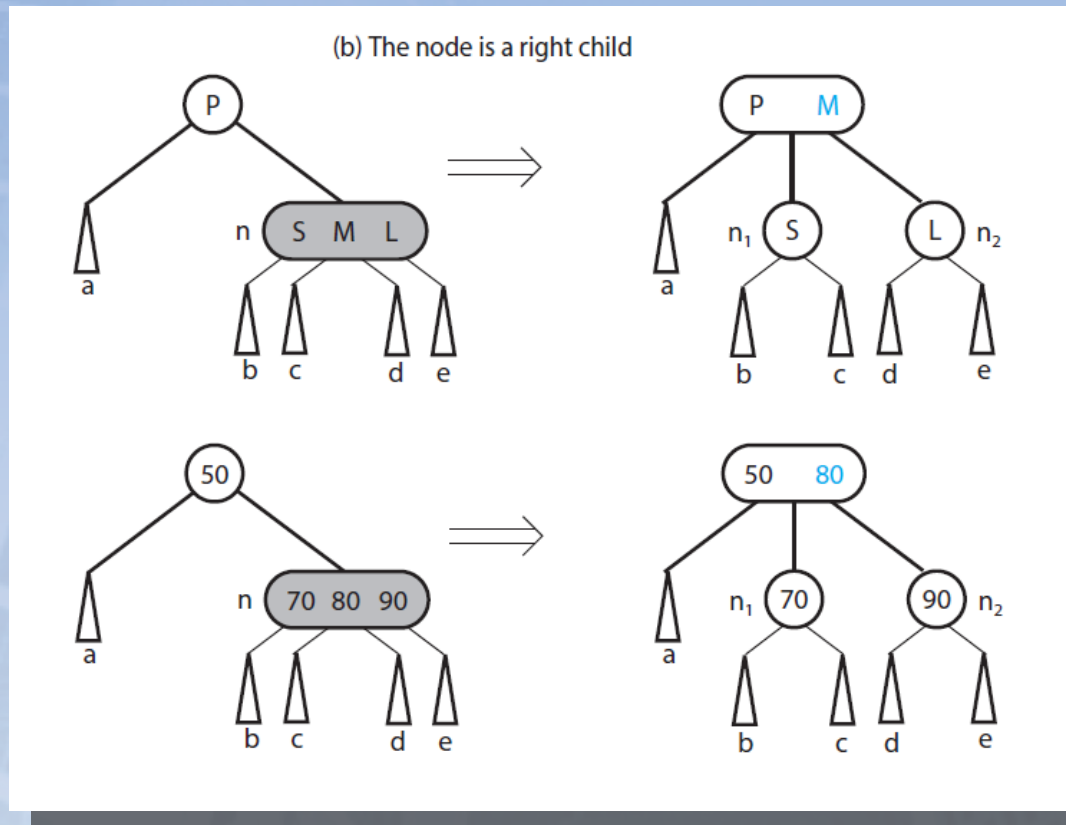 (b) The node is a right child
P
P M
n S M L
n₁ S
L n₂
a
a
b c d e
b c d e
50
50 80
n 70 80 90
n₁ 70
90 n₂
a
a
b c d e
b c d e